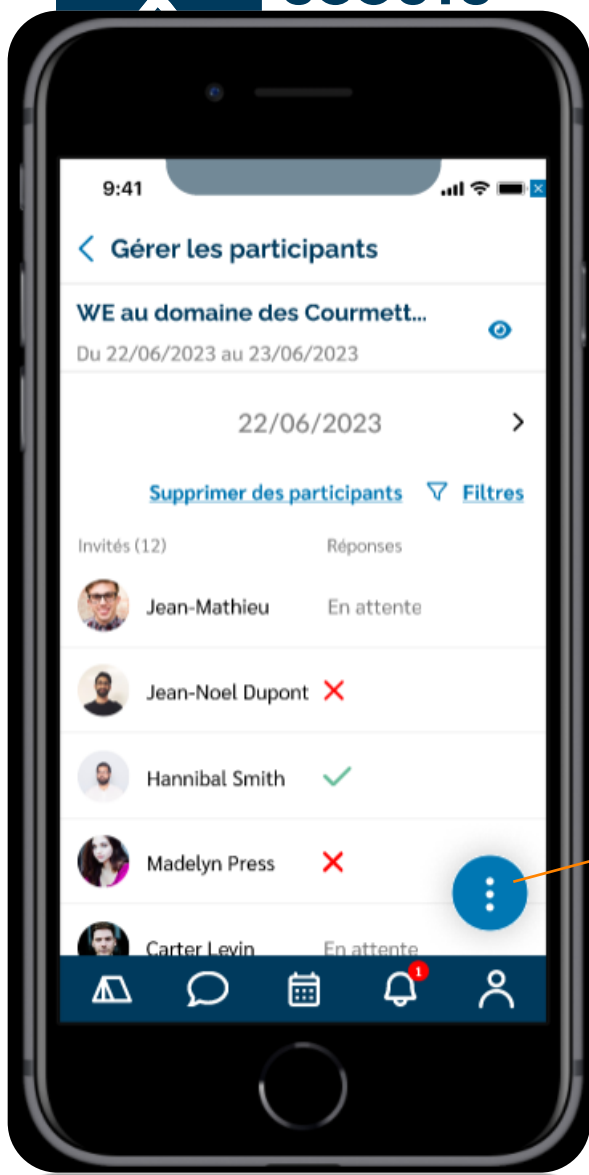 9:41
Gérer les participants
WE au domaine des Courmett...
Du 22/06/2023 au 23/06/2023
22/06/2023
Supprimer des participants Filtres
Invités (12) Réponses
Jean-Mathieu En attente
Jean-Noel Dupont
Hannibal Smith
Madelyn Press
Carter Levin En attente
1